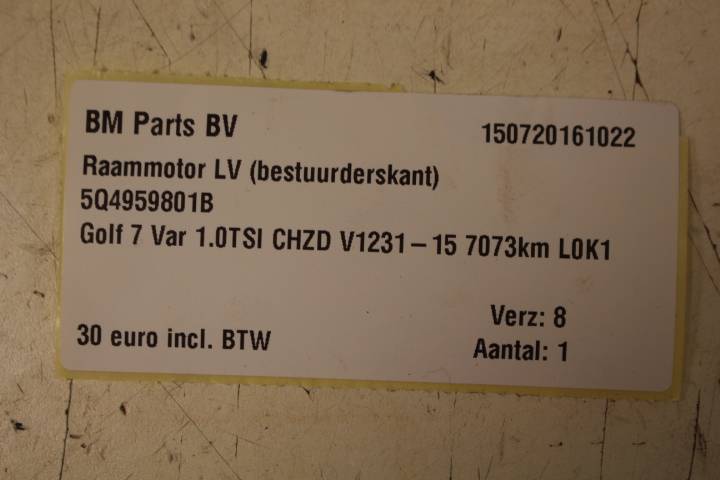 BM Parts BV 150720161022
Raammotor LV (bestuurderskant)
5Q4959801B
Golf 7 Var 1.0TSI CHZD V1231-15 7073km L0K1
Verz: 8
30 euro incl. BTW Aantal: 1